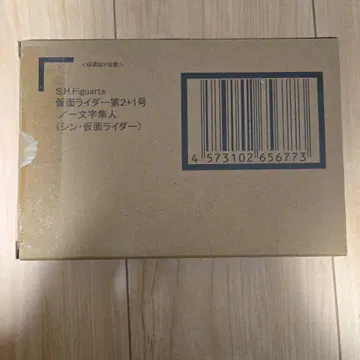 S.H.Figuarts
仮面ライダー第2+1号
／一文字隼人
(シン・仮面ライダー)
4 573102 656773